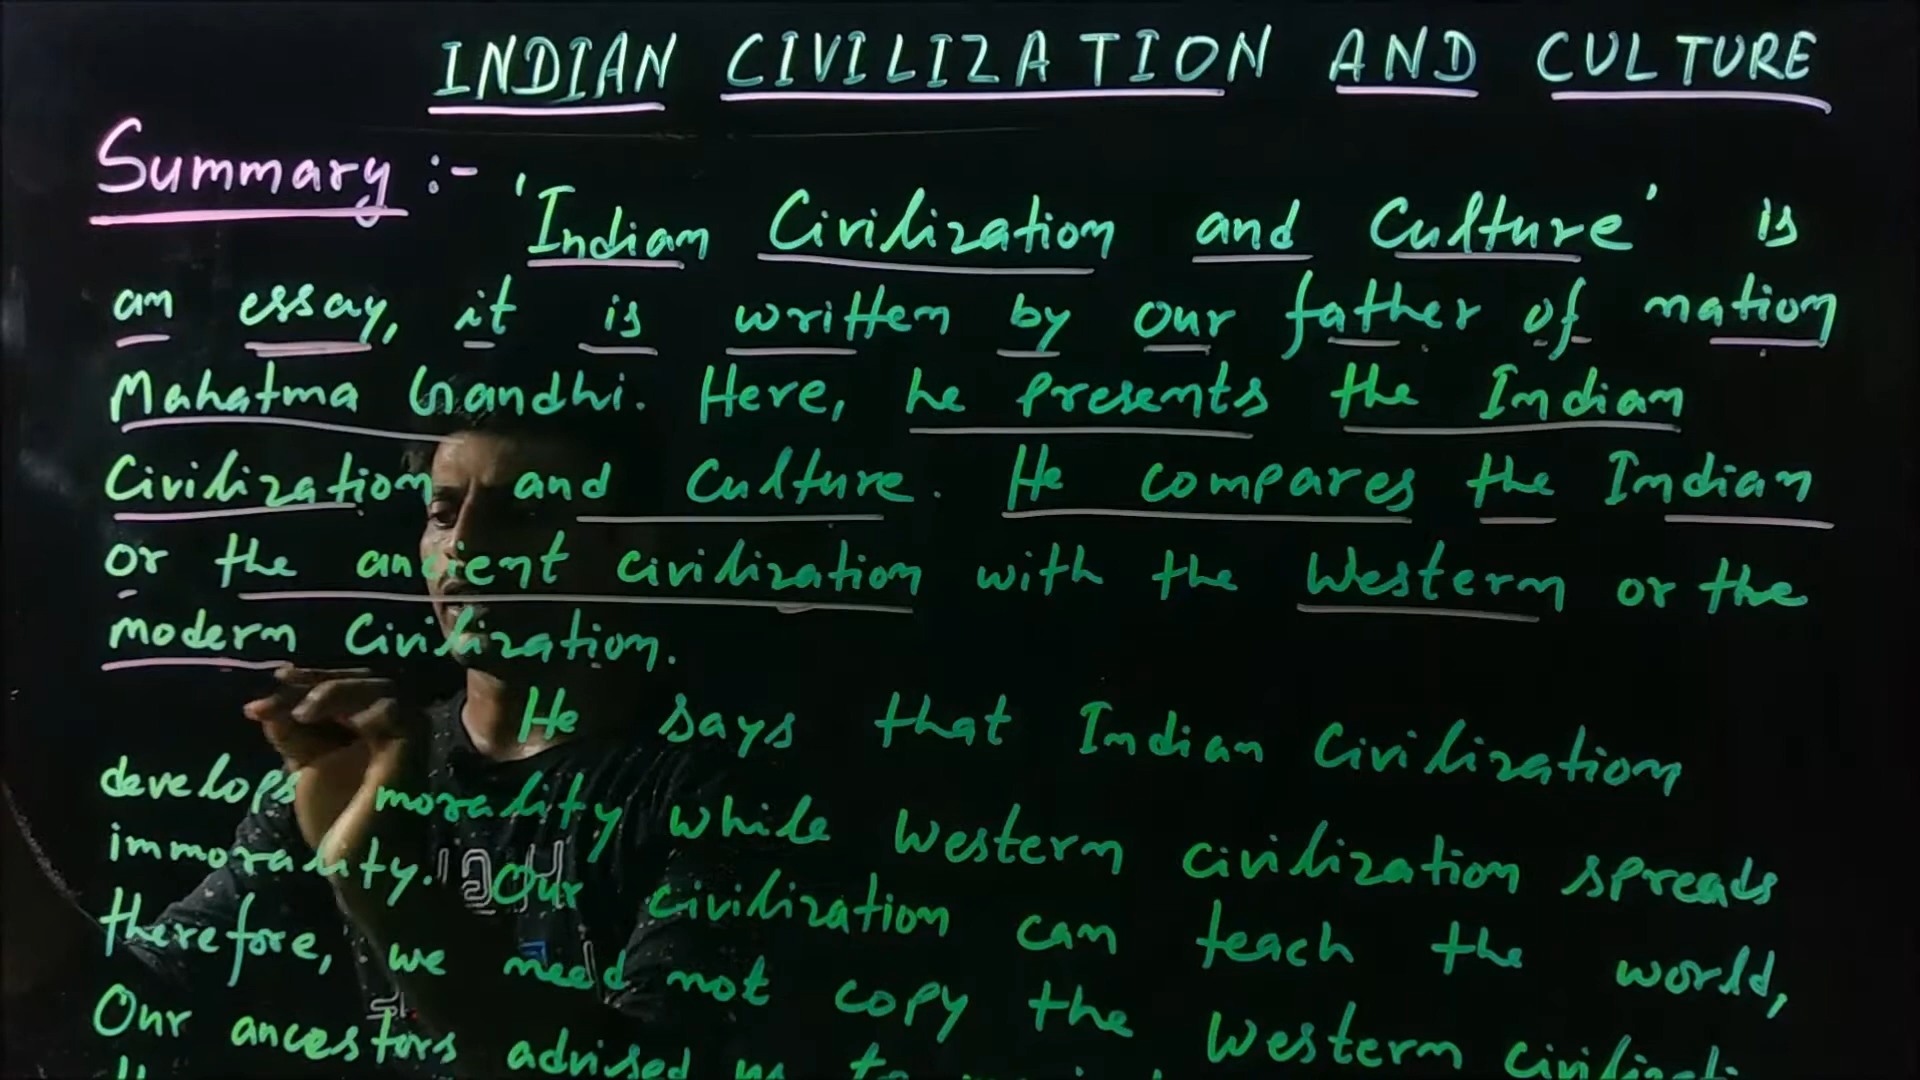 INDIAN CIVILIZATION AND CULTURE
Summary :- 'Indian Civilization and Culture' is
an essay, it is written by our father of nation
Mahatma Gandhi. Here, he presents the Indian
Civilization and Culture. He compares the Indian
or the ancient civilization with the Western or the
modern Civilization.
He says that Indian Civilization
develops morality while Western civilization spreads
immorality. Our civilization can teach the world,
therefore, we need not copy the Western
Our ancestors advised us to